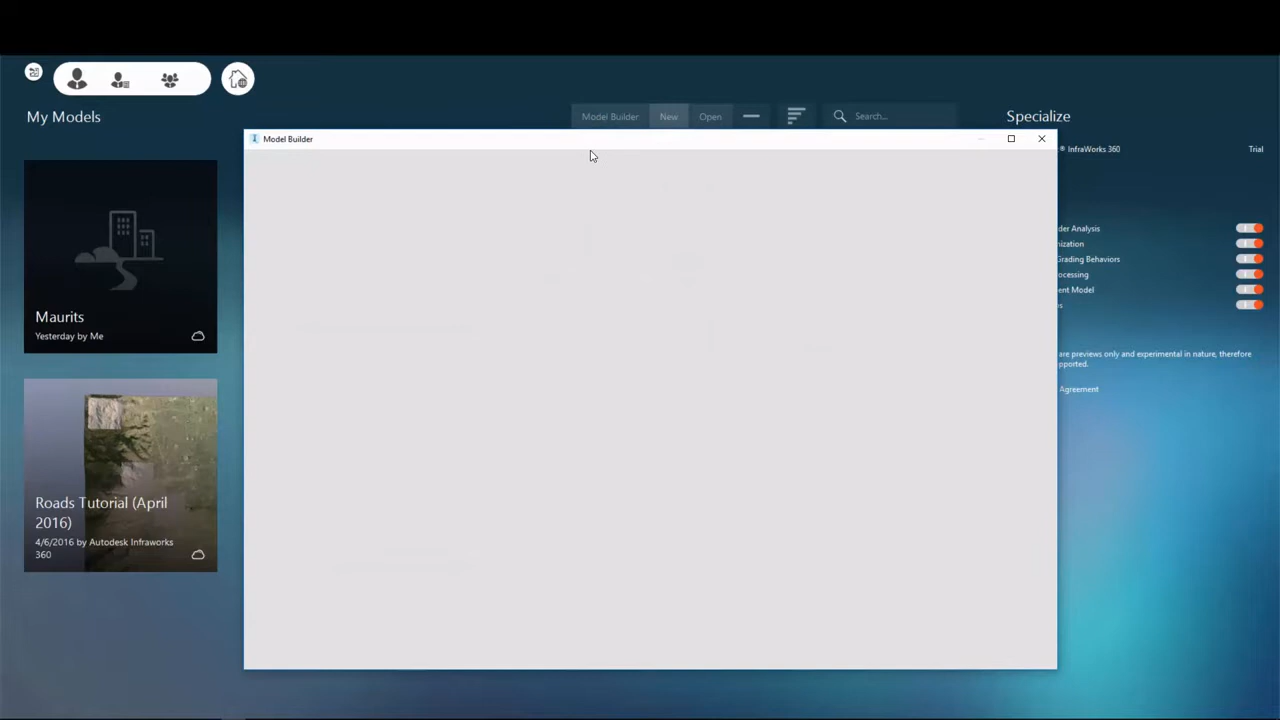 My Models
Model Builder
New
Open
Search...
Specialize
Model Builder
® InfraWorks 360
Trial
der Analysis
ization
Grading Behaviors
ocessing
ent Model
s
Maurits
Yesterday by Me
are previews only and experimental in nature, therefore
pported.
Agreement
Roads Tutorial (April
2016)
4/6/2016 by Autodesk Infraworks
360